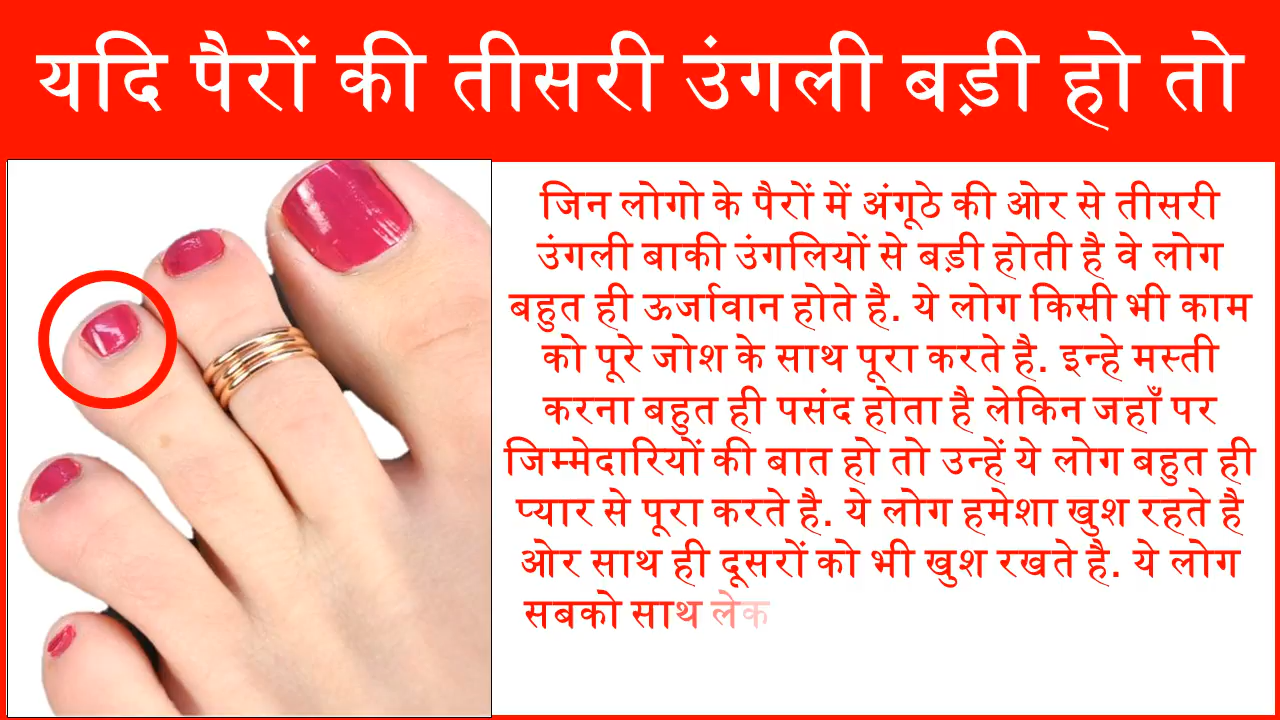 यदि पैरों की तीसरी उंगली बड़ी हो तो
जिन लोगो के पैरों में अंगूठे की ओर से तीसरी
उंगली बाकी उंगलियों से बड़ी होती है वे लोग
बहुत ही ऊर्जावान होते है. ये लोग किसी भी काम
को पूरे जोश के साथ पूरा करते है. इन्हे मस्ती
करना बहुत ही पसंद होता है लेकिन जहाँ पर
जिम्मेदारियों की बात हो तो उन्हें ये लोग बहुत ही
प्यार से पूरा करते है. ये लोग हमेशा खुश रहते है
ओर साथ ही दूसरों को भी खुश रखते है. ये लोग
सबको साथ लेक